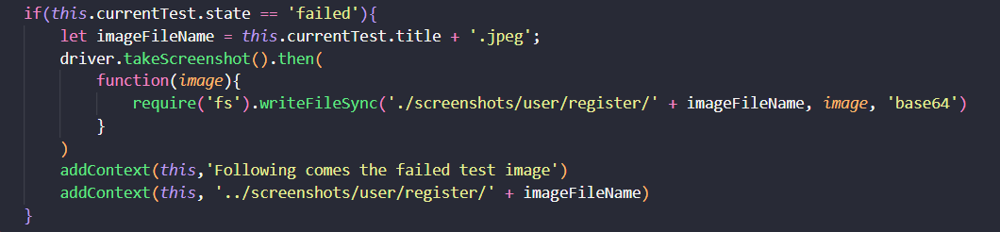 if(this.currentTest.state == 'failed'){
let imageFileName = this.currentTest.title + '.jpeg';
driver.takeScreenshot().then(
function(image){
require('fs').writeFileSync('./screenshots/user/register/' + imageFileName, image, 'base64')
}
)
addContext(this,'Following comes the failed test image')
addContext(this, '../screenshots/user/register/' + imageFileName)
}